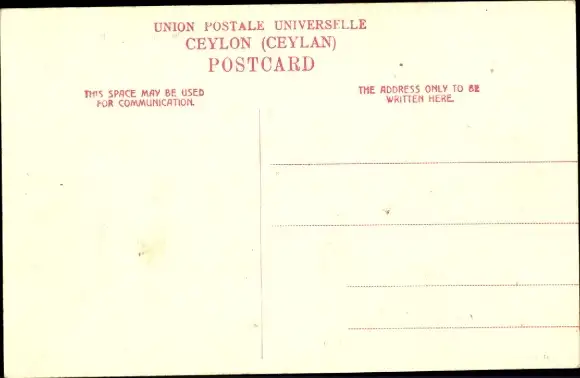 UNION POSTALE UNIVERSELLE
CEYLON (CEYLAN)
POSTCARD
THIS SPACE MAY BE USED
FOR COMMUNICATION.
THE ADDRESS ONLY TO BE
WRITTEN HERE.